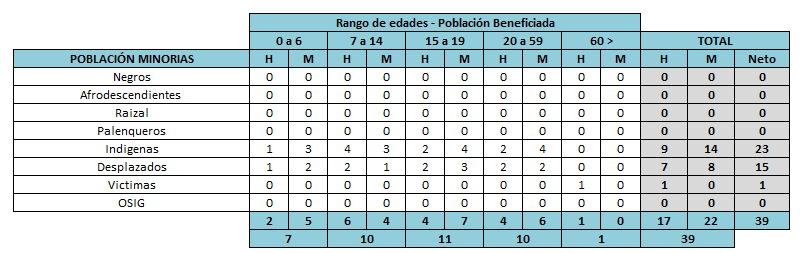 Rango de edades - Población Beneficiada
0 a 6 7 a 14 15 a 19 20 a 59 60 > TOTAL
POBLACIÓN MINORIAS H M H M H M H M H M H M Neto
Negros 0 0 0 0 0 0 0 0 0 0 0 0 0
Afrodescendientes 0 0 0 0 0 0 0 0 0 0 0 0 0
Raizal 0 0 0 0 0 0 0 0 0 0 0 0 0
Palenqueros 0 0 0 0 0 0 0 0 0 0 0 0 0
Indigenas 1 3 4 3 2 4 2 4 0 0 9 14 23
Desplazados 1 2 2 1 2 3 2 2 0 0 7 8 15
Victimas 0 0 0 0 0 0 0 0 1 0 1 0 1
OSIG 0 0 0 0 0 0 0 0 0 0 0 0 0
2 5 6 4 4 7 4 6 1 0 17 22 39
7 10 11 10 1 39